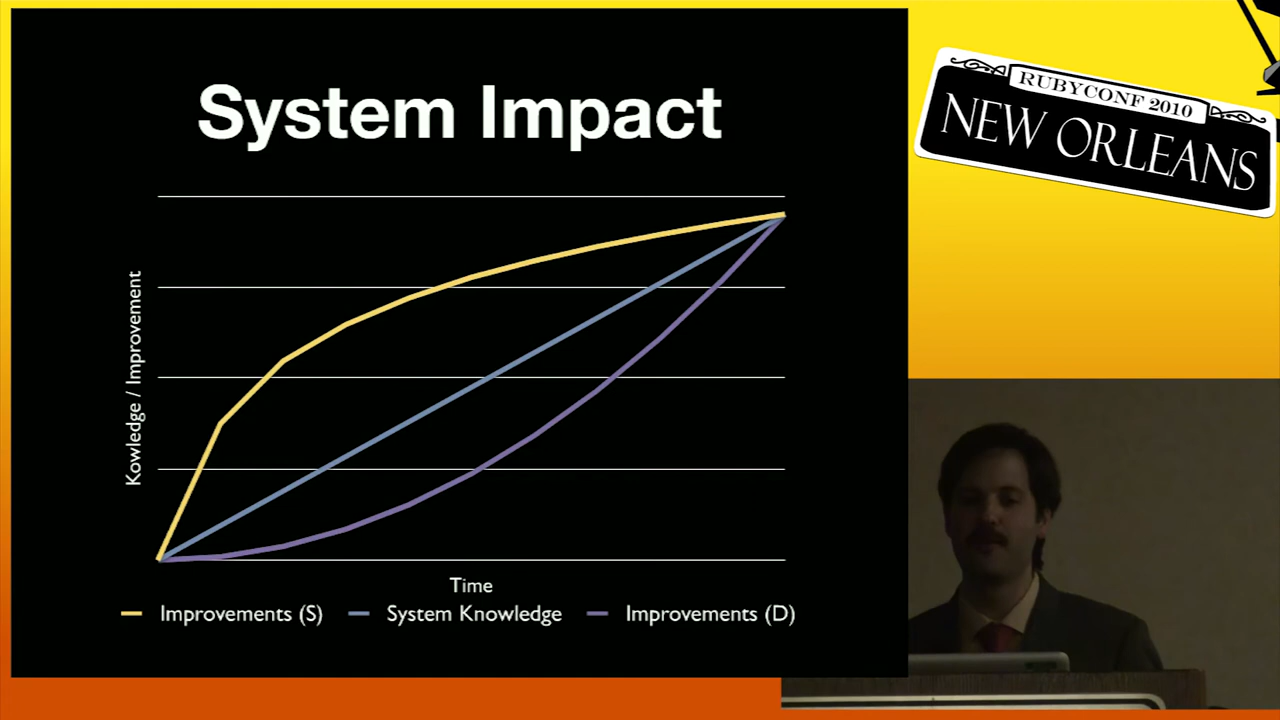 System Impact
Kowledge / Improvement
Time
Improvements (S)
System Knowledge
Improvements (D)
RUBYCONF 2010
NEW ORLEANS